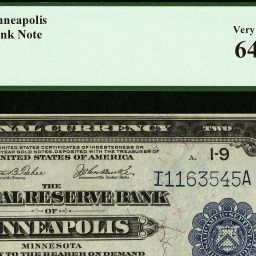 nneapolis
nk Note
Very
64
NAL CURRENCY TWO
UNITED STATES CERTIFICATES OF INDEBTEDNESS OR
YEAR GOLD NOTES, DEPOSITED WITH THE TREASURER OF
UNITED STATES OF AMERICA A. I-9
I1163545A
THE
RAL RESERVE BANK
OF
NNEAPOLIS
MINNESOTA
Y TO THE BEARER ON DEMAND